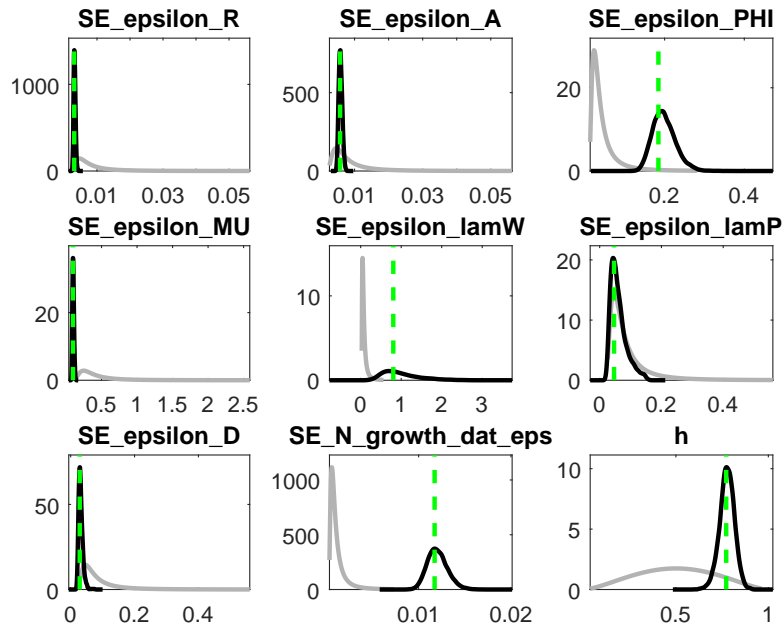 SE_epsilon_R
1000
0
0.01 0.03 0.05
SE_epsilon_A
500
0
0.01 0.03 0.05
SE_epsilon_PHI
20
0
0.2 0.4
SE_epsilon_MU
20
0
0.5 1 1.5 2 2.5
SE_epsilon_lamW
10
0
0 1 2 3
SE_epsilon_lamP
20
10
0
0 0.2 0.4
SE_epsilon_D
50
0
0 0.2 0.4
SE_N_growth_dat_eps
1000
500
0
0.01 0.02
h
10
5
0
0.5 1